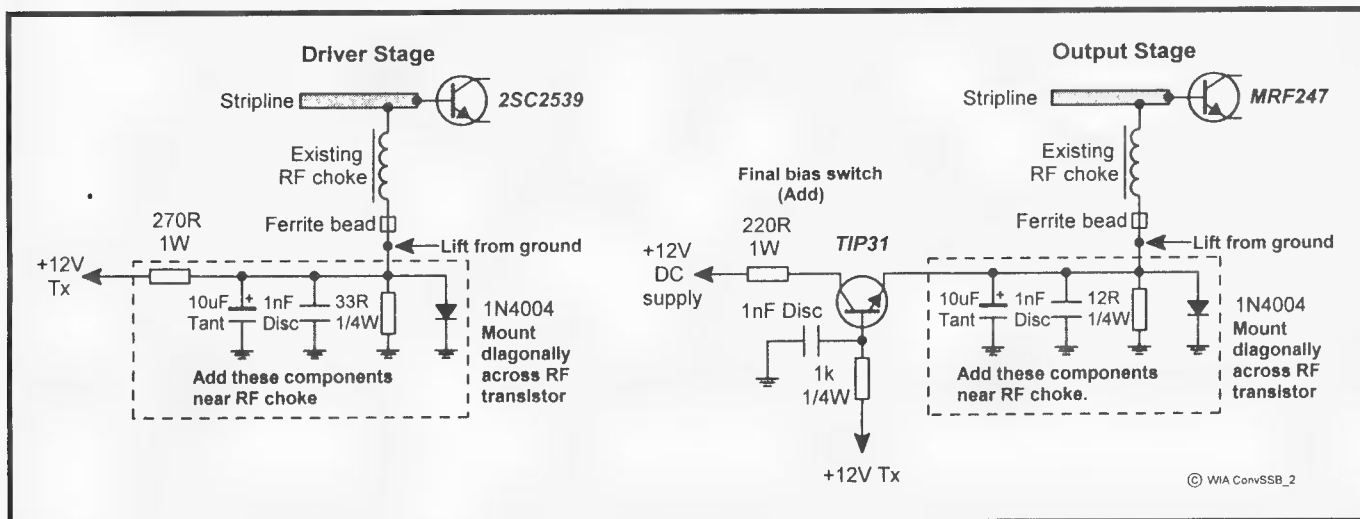 Driver Stage
Stripline
2SC2539
Existing
RF choke
Ferrite bead
Lift from ground
270R
1W
+12V
Tx
10uF
Tant
+
1nF
Disc
33R
1/4W
1N4004
Mount
diagonally
across RF
transistor
Add these components
near RF choke
Output Stage
Stripline
MRF247
Existing
RF choke
Final bias switch
(Add)
Ferrite bead
Lift from ground
220R
1W
TIP31
+12V
DC
supply
1nF Disc
1k
1/4W
+12V Tx
10uF
Tant
+
1nF
Disc
12R
1/4W
1N4004
Mount
diagonally
across RF
transistor
Add these components
near RF choke.
© WIA ConvSSB_2